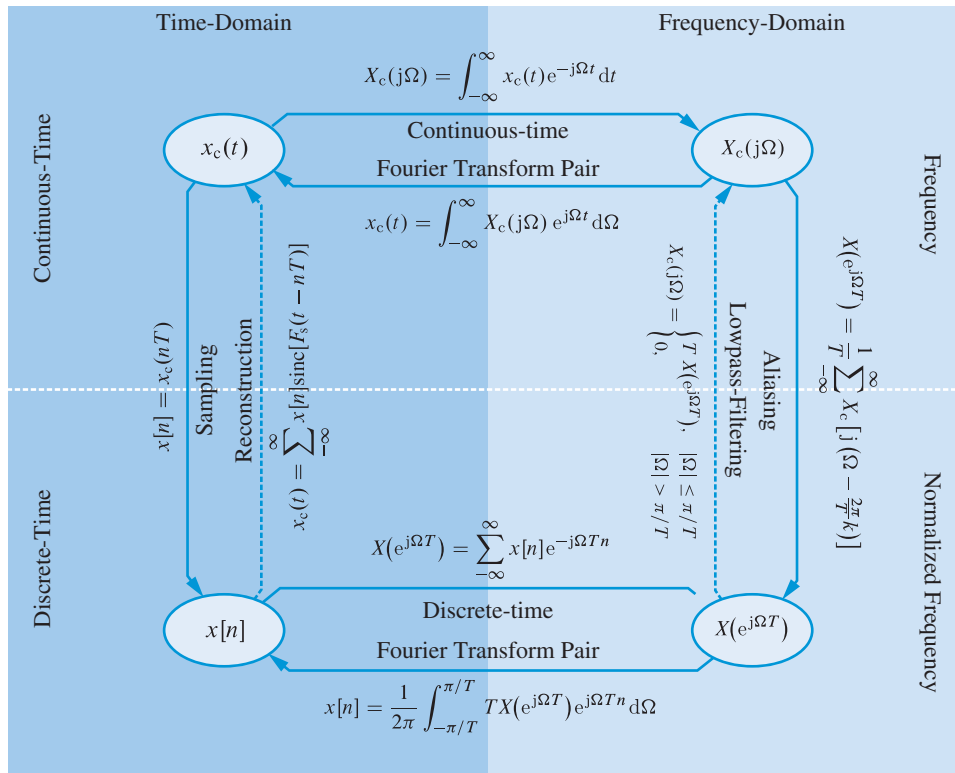 Time-Domain
Frequency-Domain
X_c(jΩ) = ∫_{−∞}^{∞} x_c(t) e^{−jΩt} dt
x_c(t)
Continuous-time
X_c(jΩ)
Fourier Transform Pair
x_c(t) = ∫_{−∞}^{∞} X_c(jΩ) e^{jΩt} dΩ
Continuous-Time
Frequency
x[n] = x_c(nT)
Sampling
Reconstruction
x_c(t) = ∑_{−∞}^{∞} x[n]sinc[F_s(t − nT)]
X_c(jΩ) = { T X(e^{jΩT}), |Ω| ≤ π/T
0, |Ω| > π/T
Lowpass-Filtering
Aliasing
X(e^{jΩT}) = 1/T ∑_{−∞}^{∞} X_c[j(Ω − 2π/T k)]
Discrete-Time
Normalized Frequency
X(e^{jΩT}) = ∑_{−∞}^{∞} x[n]e^{−jΩTn}
x[n]
Discrete-time
X(e^{jΩT})
Fourier Transform Pair
x[n] = 1/2π ∫_{−π/T}^{π/T} TX(e^{jΩT})e^{jΩTn} dΩ